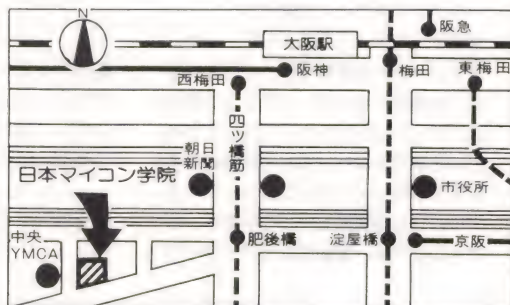 N
阪急
大阪駅
阪神
梅田
東梅田
西梅田
四ツ橋筋
朝日
新聞
日本マイコン学院
市役所
中央
YMCA
肥後橋
淀屋橋
京阪